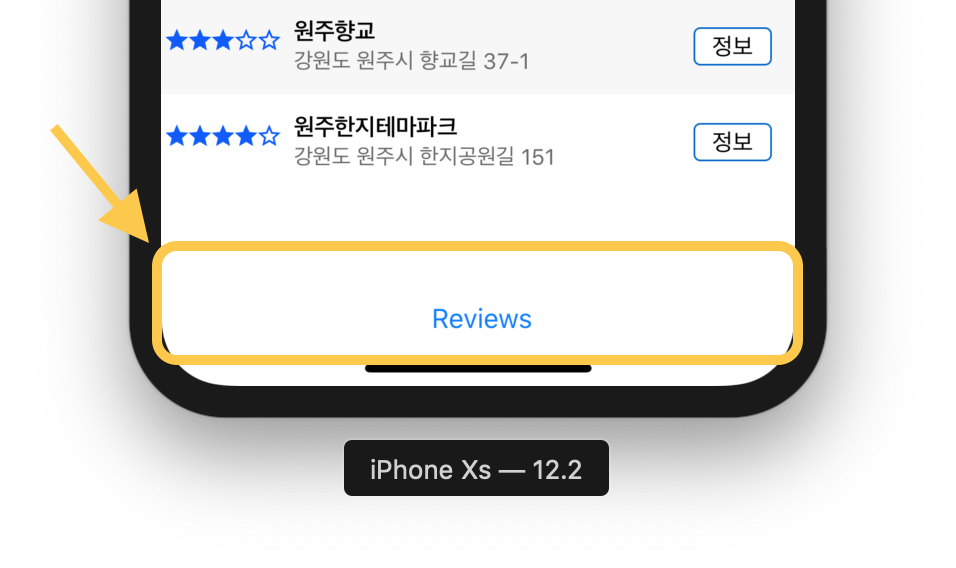 원주향교
강원도 원주시 향교길 37-1
정보
원주한지테마파크
강원도 원주시 한지공원길 151
정보
Reviews
iPhone Xs — 12.2